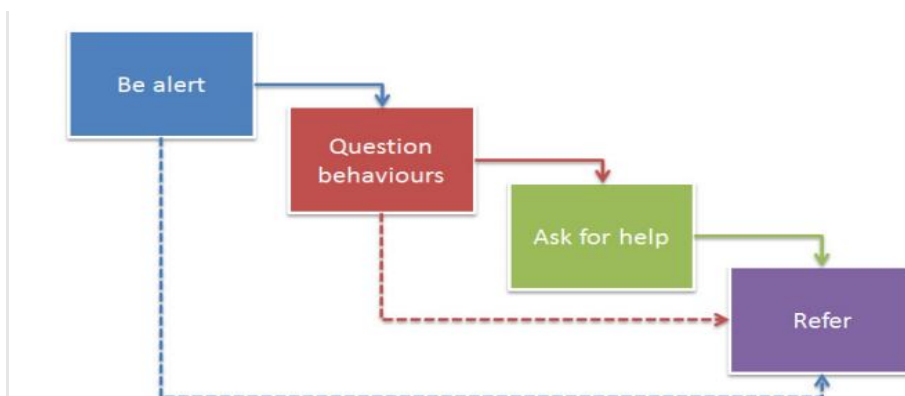 Be alert
Question
behaviours
Ask for help
Refer